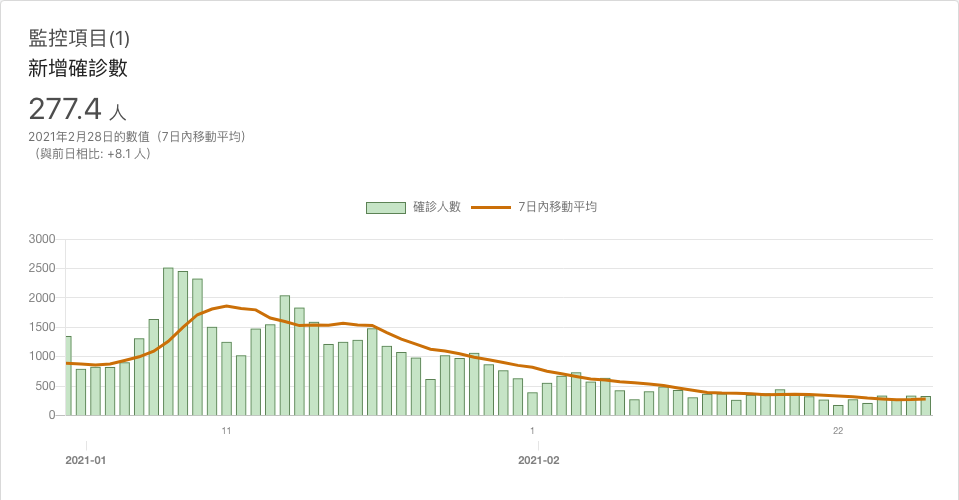 監控項目(1)
新增確診數
277.4 人
2021年2月28日的數值（7日內移動平均）
（與前日相比: +8.1 人）
確診人數 7日內移動平均
3000
2500
2000
1500
1000
500
0
11 1 22
2021-01 2021-02